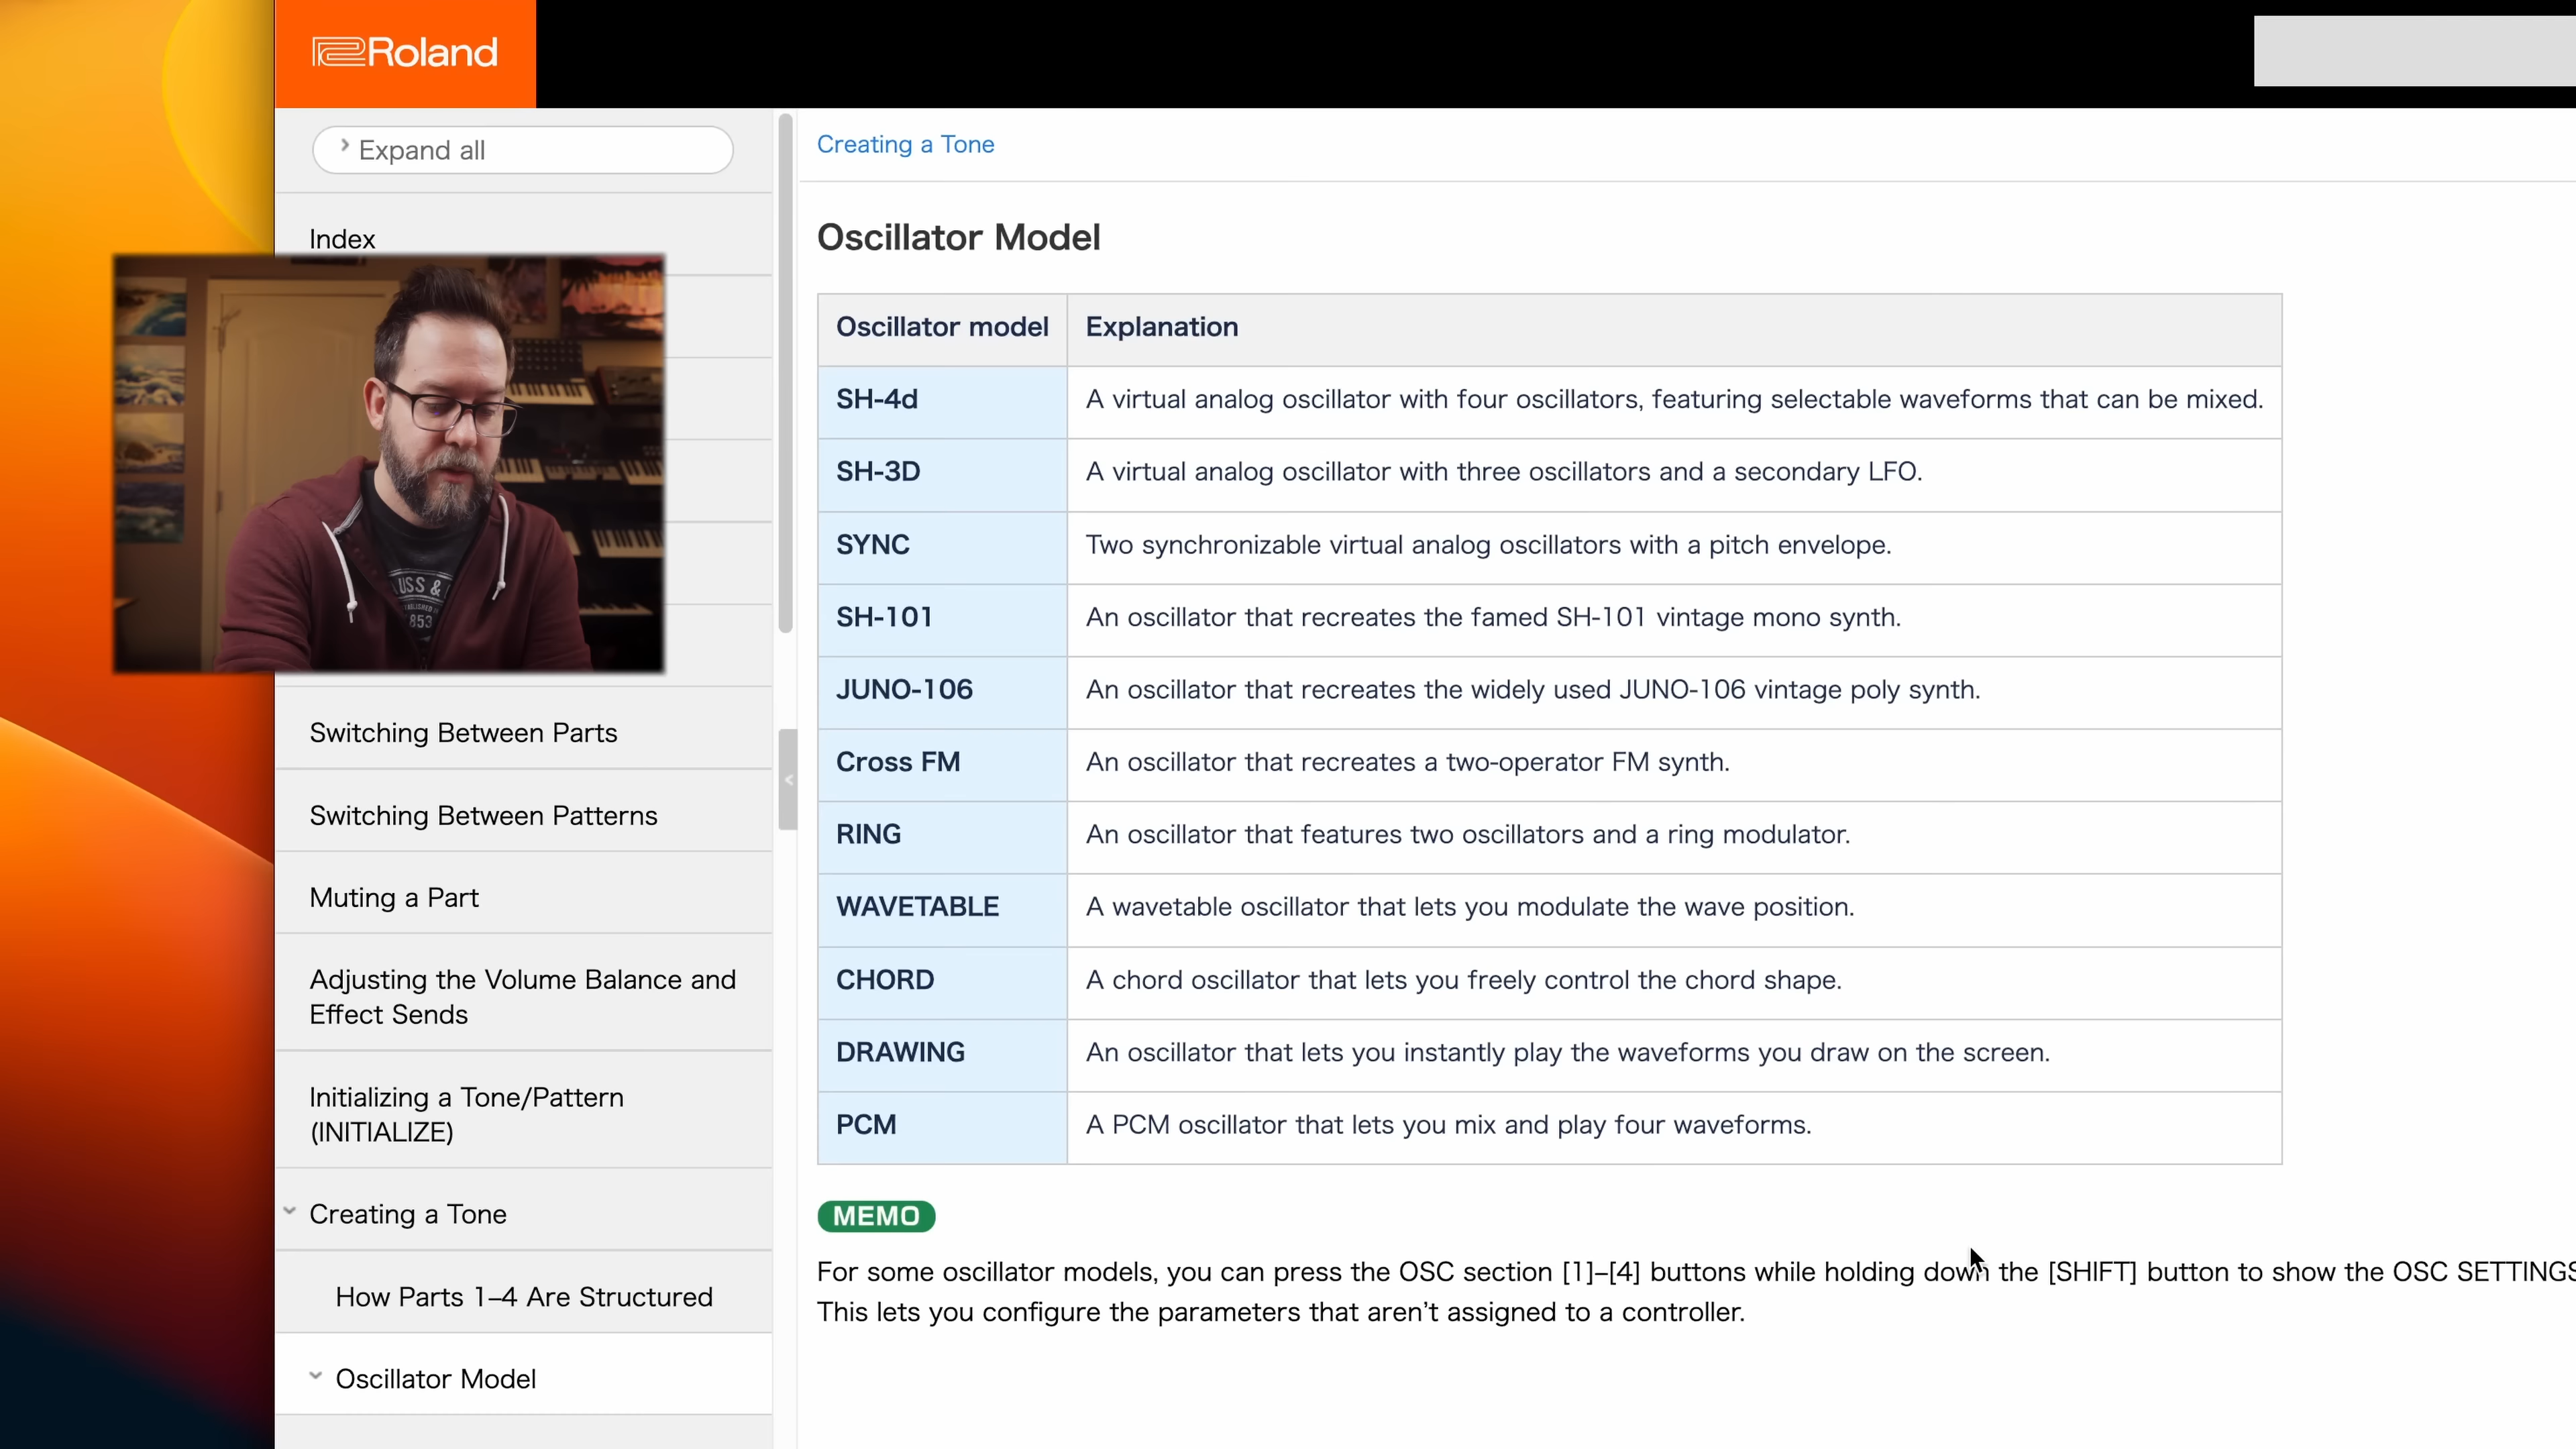 Roland
Expand all
Index
Switching Between Parts
Switching Between Patterns
Muting a Part
Adjusting the Volume Balance and
Effect Sends
Initializing a Tone/Pattern
(INITIALIZE)
Creating a Tone
How Parts 1–4 Are Structured
Oscillator Model
Creating a Tone
Oscillator Model
Oscillator model Explanation
SH-4d A virtual analog oscillator with four oscillators, featuring selectable waveforms that can be mixed.
SH-3D A virtual analog oscillator with three oscillators and a secondary LFO.
SYNC Two synchronizable virtual analog oscillators with a pitch envelope.
SH-101 An oscillator that recreates the famed SH-101 vintage mono synth.
JUNO-106 An oscillator that recreates the widely used JUNO-106 vintage poly synth.
Cross FM An oscillator that recreates a two-operator FM synth.
RING An oscillator that features two oscillators and a ring modulator.
WAVETABLE A wavetable oscillator that lets you modulate the wave position.
CHORD A chord oscillator that lets you freely control the chord shape.
DRAWING An oscillator that lets you instantly play the waveforms you draw on the screen.
PCM A PCM oscillator that lets you mix and play four waveforms.
MEMO
For some oscillator models, you can press the OSC section [1]–[4] buttons while holding down the [SHIFT] button to show the OSC SETTINGS
This lets you configure the parameters that aren't assigned to a controller.
USS &
853